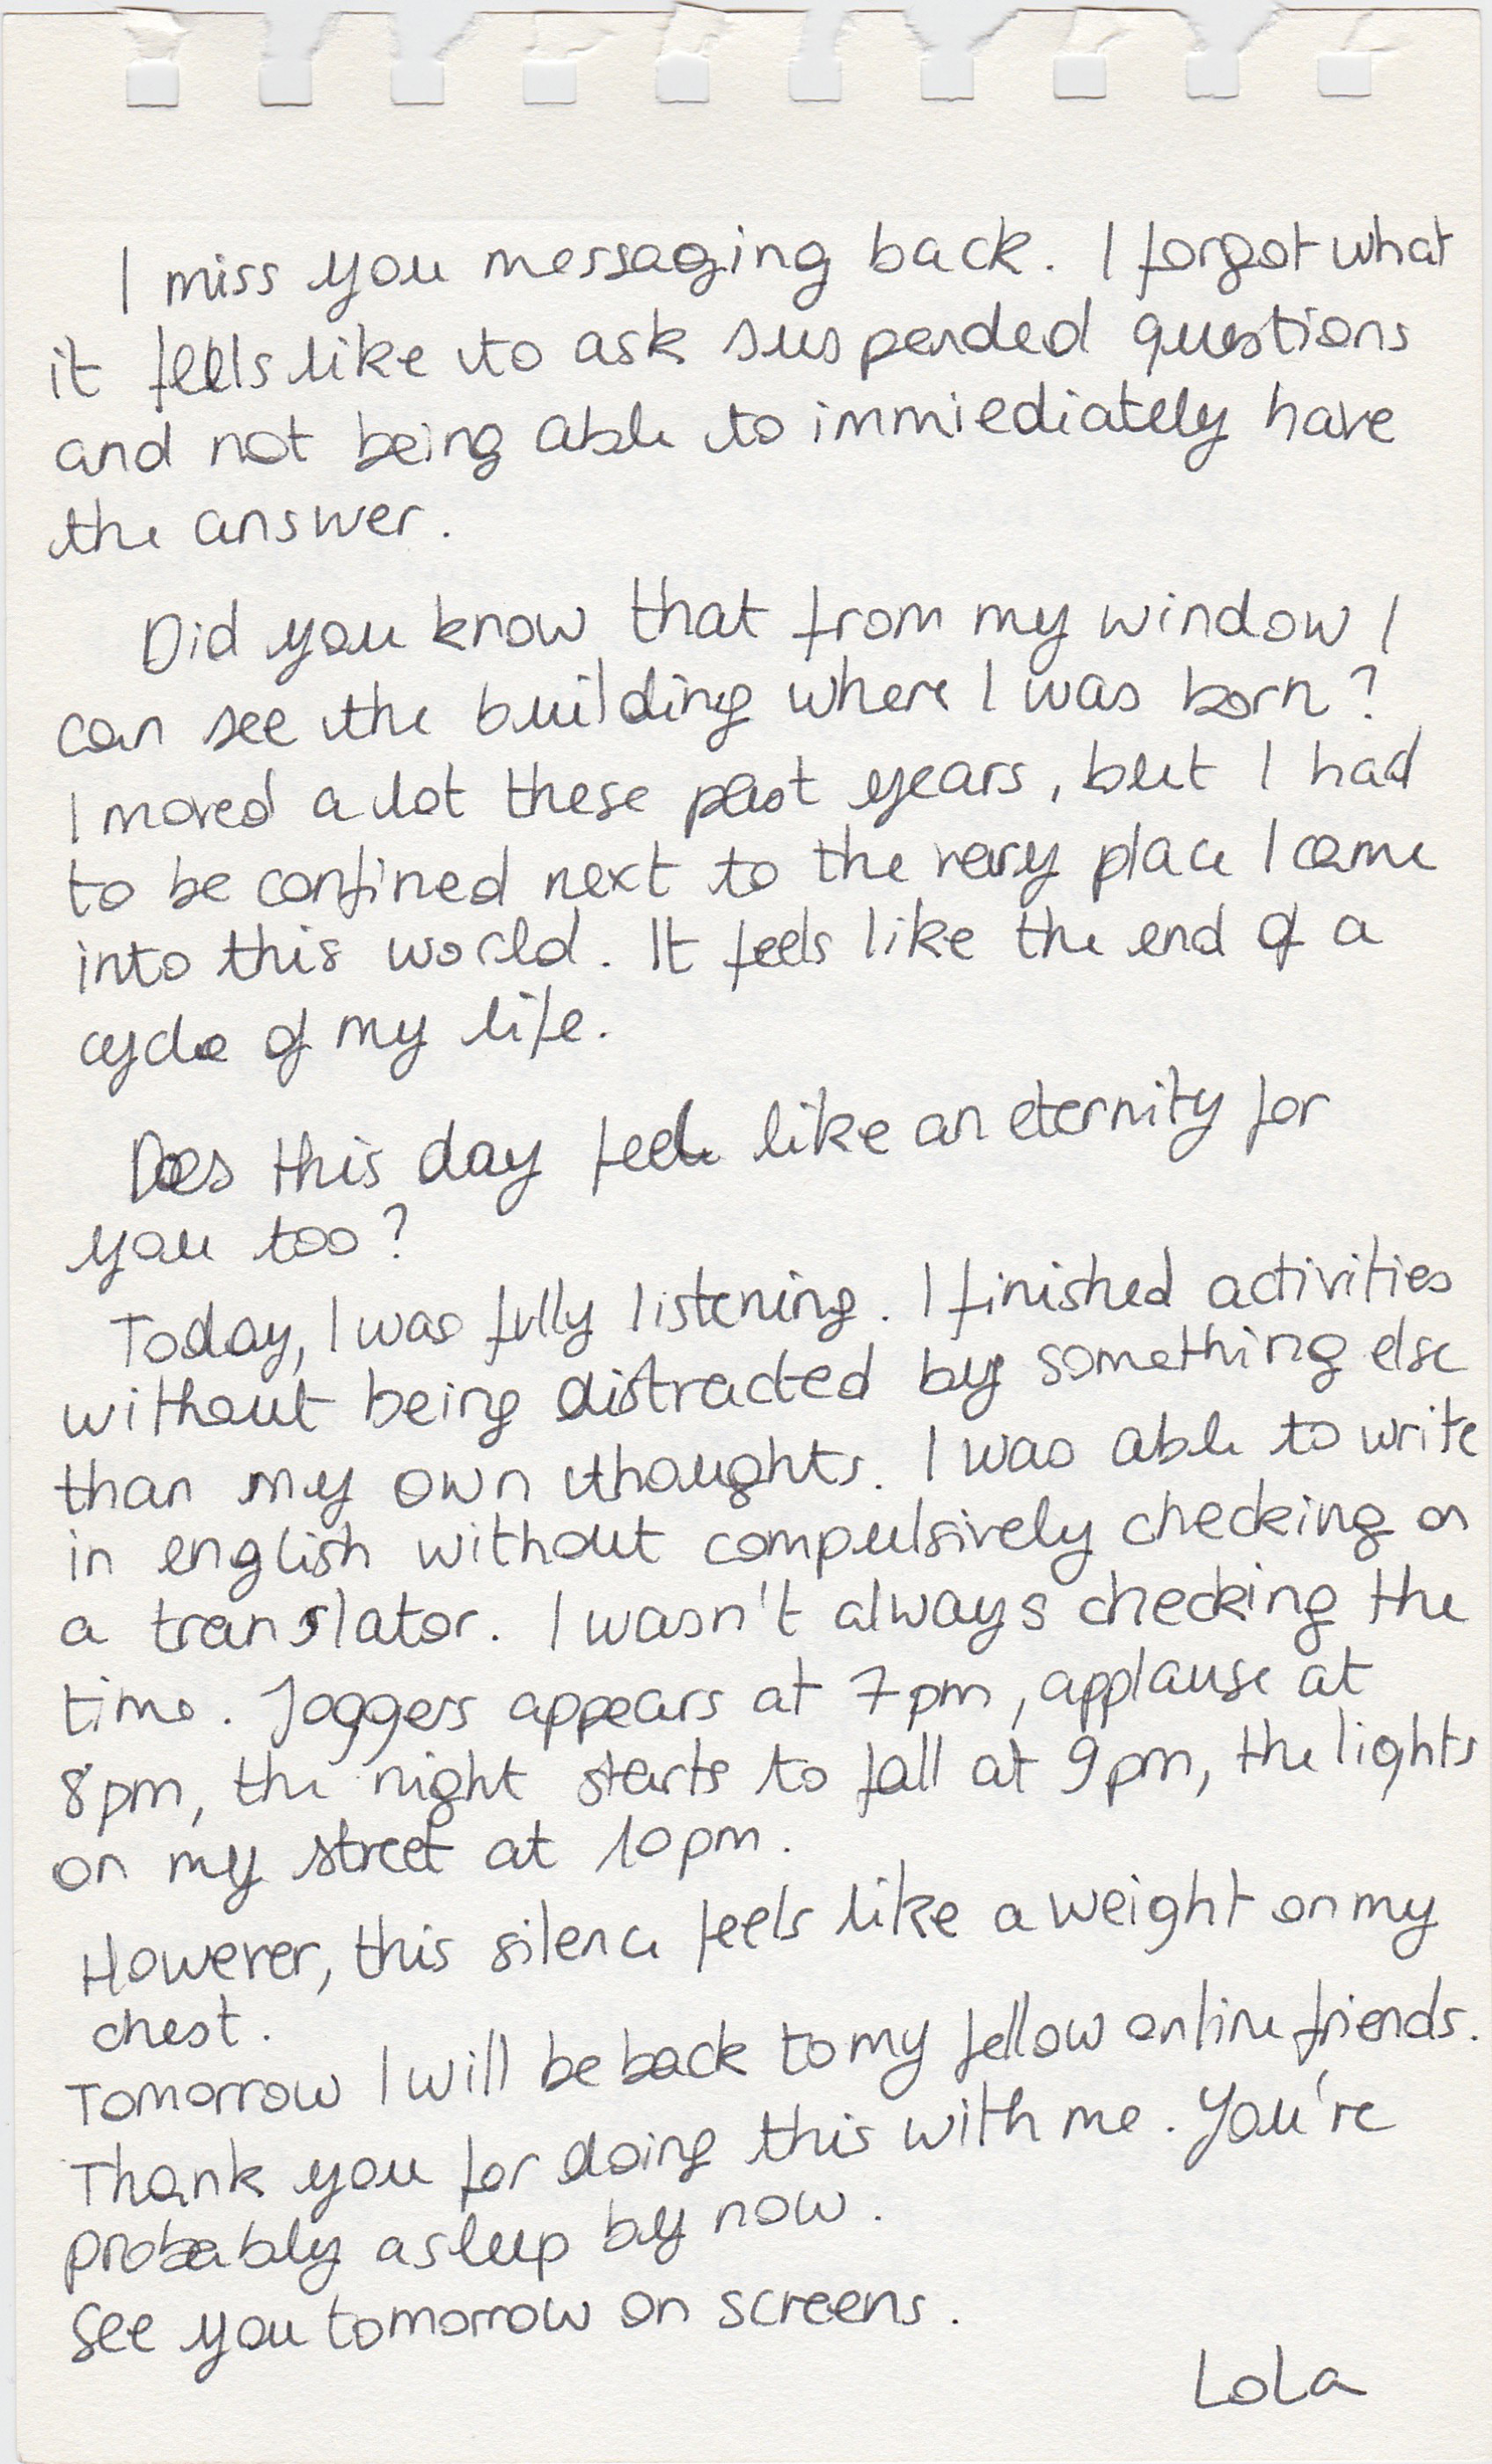 I miss you messaging back. I forgot what
it feels like to ask suspended questions
and not being able to immiediately have
the answer.
Did you know that from my window I
can see the building where I was born?
I moved a lot these past years, but I had
to be confined next to the very place I came
into this world. It feels like the end of a
cycle of my life.
Does this day feel like an eternity for
you too?
Today, I was fully listening. I finished activities
without being distracted by something else
than my own thoughts. I was able to write
in english without compulsively checking on
a translator. I wasn't always checking the
time. Joggers appears at 7pm, applause at
8pm, the night starts to fall at 9pm, the lights
on my street at 10pm.
However, this silence feels like a weight on my
chest.
Tomorrow I will be back to my fellow online friends.
Thank you for doing this with me. You're
probably asleep by now.
See you tomorrow on screens.
Lola